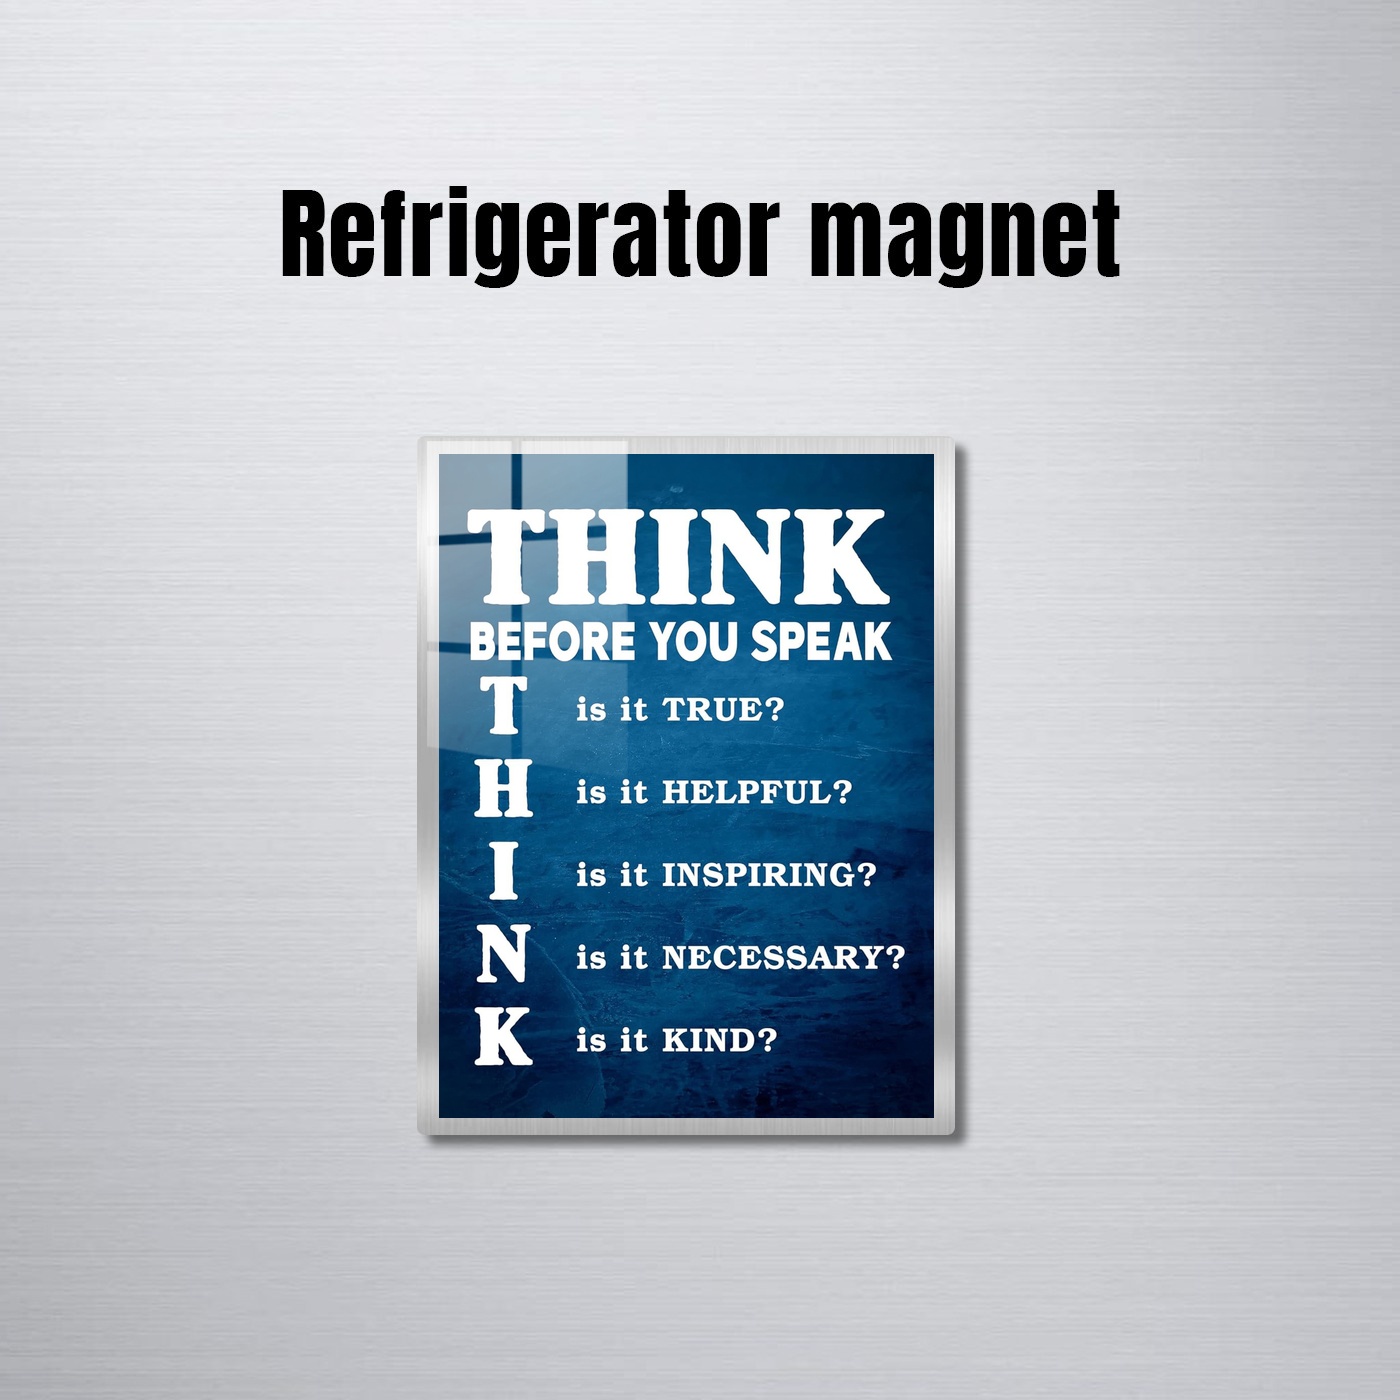 Refrigerator magnet
THINK
BEFORE YOU SPEAK
T is it TRUE?
H is it HELPFUL?
I is it INSPIRING?
N is it NECESSARY?
K is it KIND?